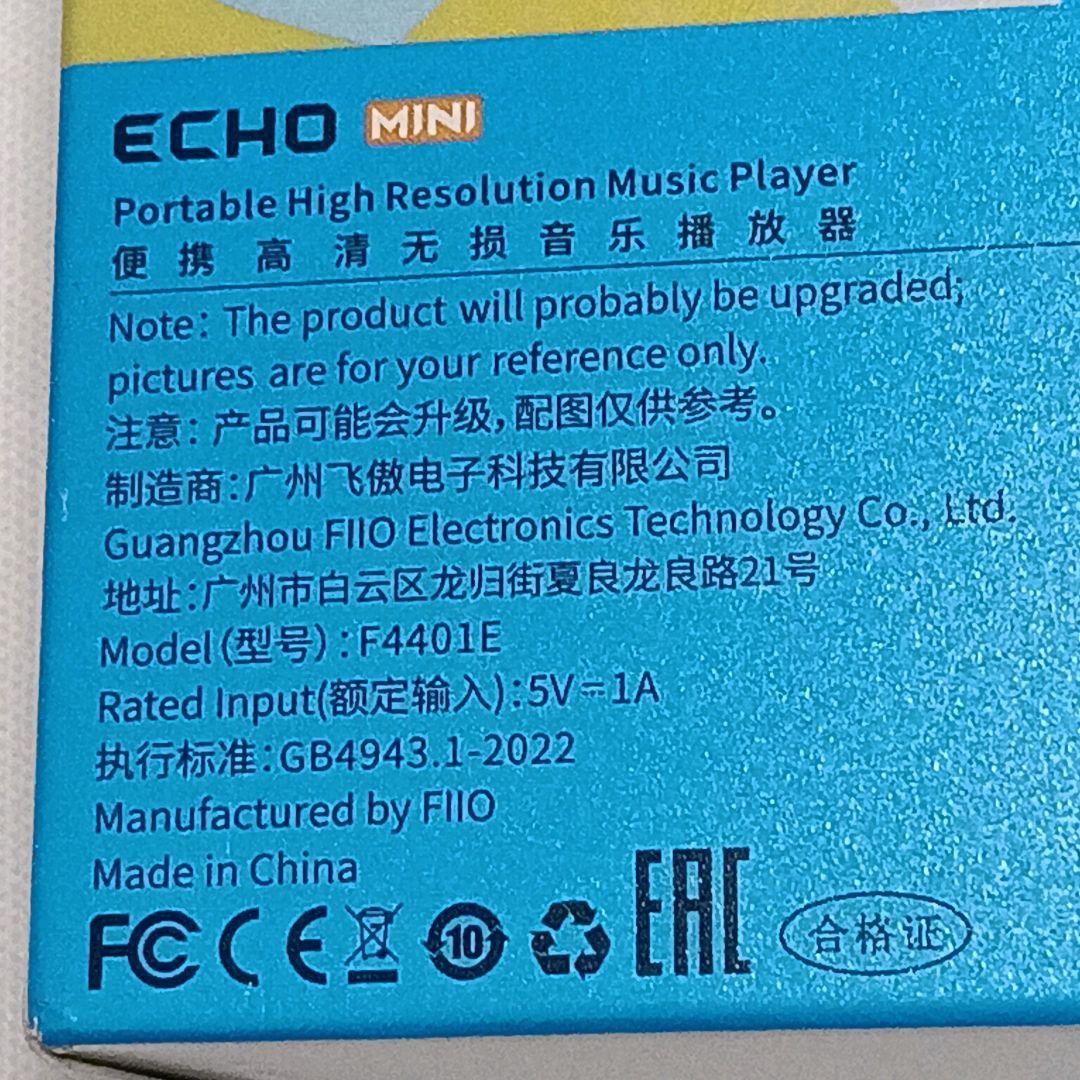 ECHO MINI
Portable High Resolution Music Player
便携高清无损音乐播放器
Note: The product will probably be upgraded;
pictures are for your reference only.
注意:产品可能会升级,配图仅供参考。
制造商:广州飞傲电子科技有限公司
Guangzhou FIIO Electronics Technology Co., Ltd.
地址:广州市白云区龙归街夏良龙良路21号
Model(型号):F4401E
Rated Input(额定输入):5V⎓1A
执行标准:GB4943.1-2022
Manufactured by FIIO
Made in China
FC CE 10 EAC 合格证